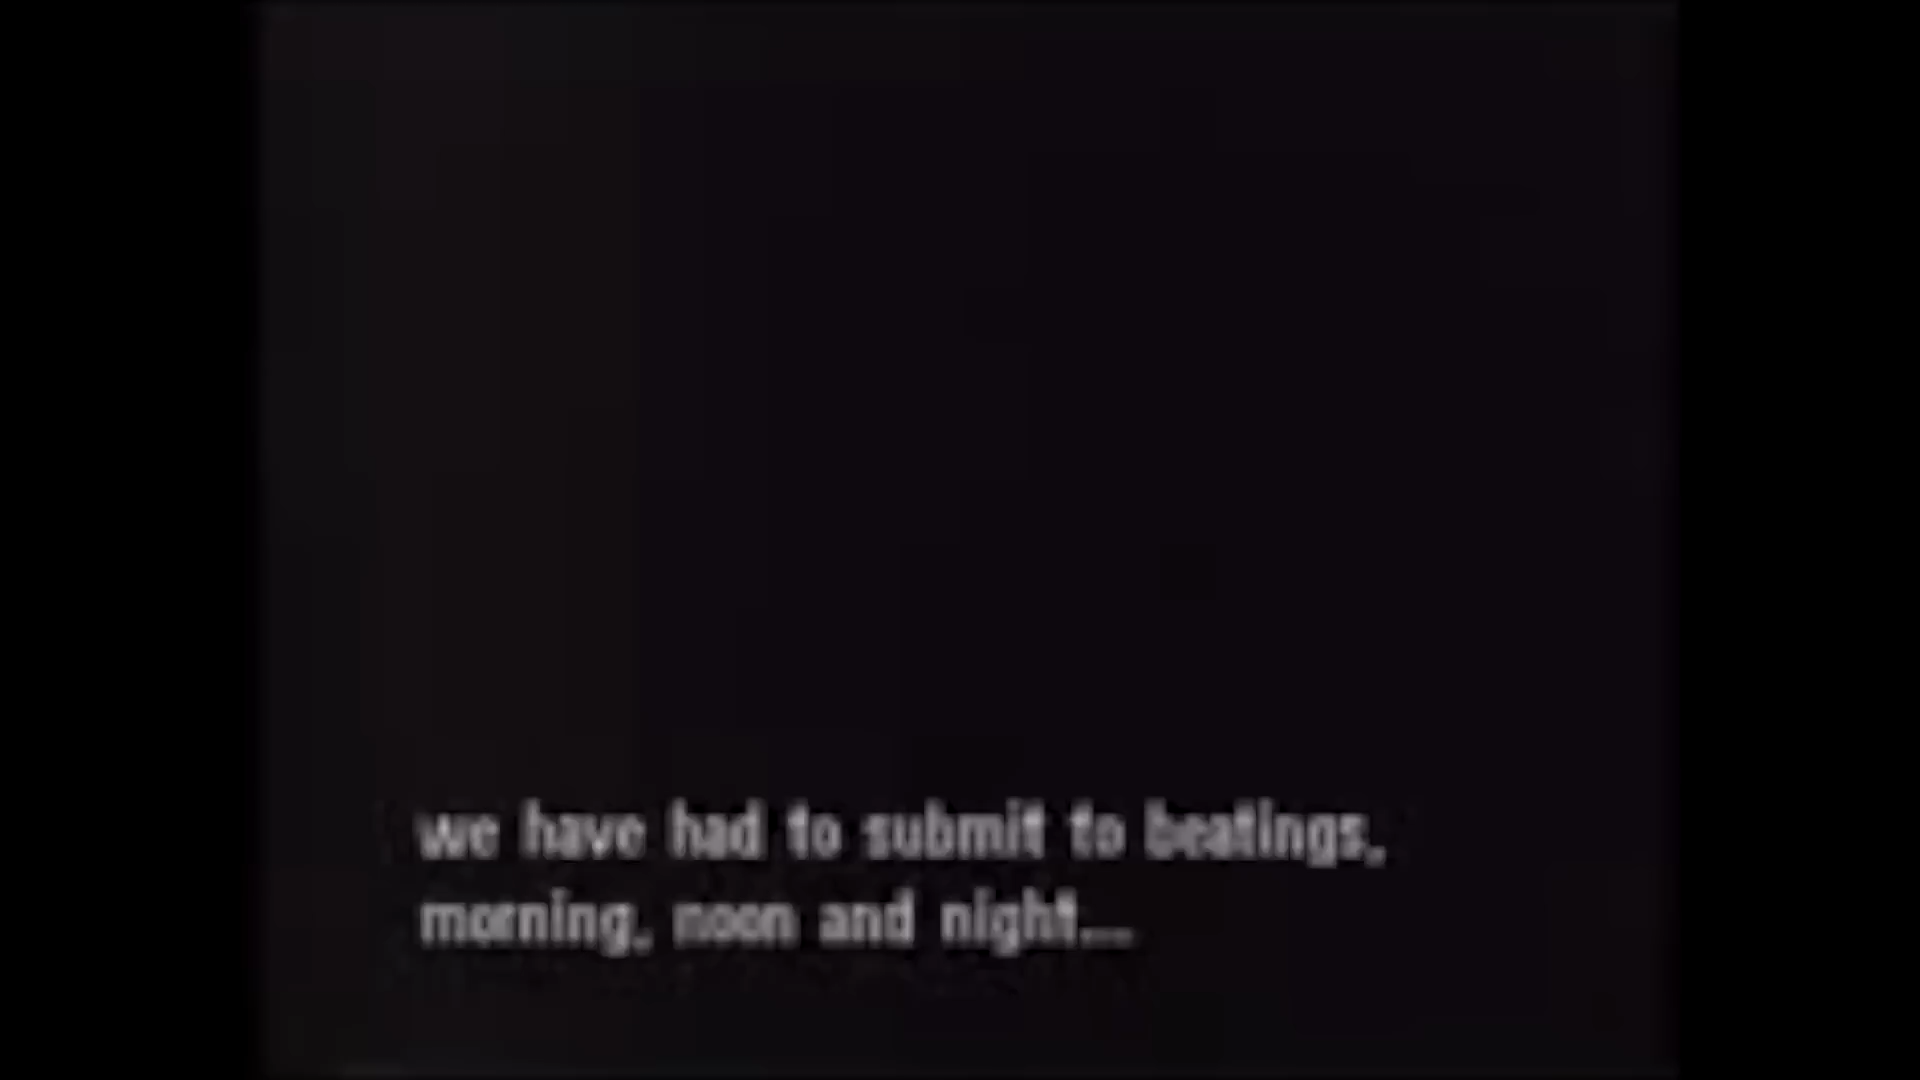 we have had to submit to beatings,
morning, noon and night...